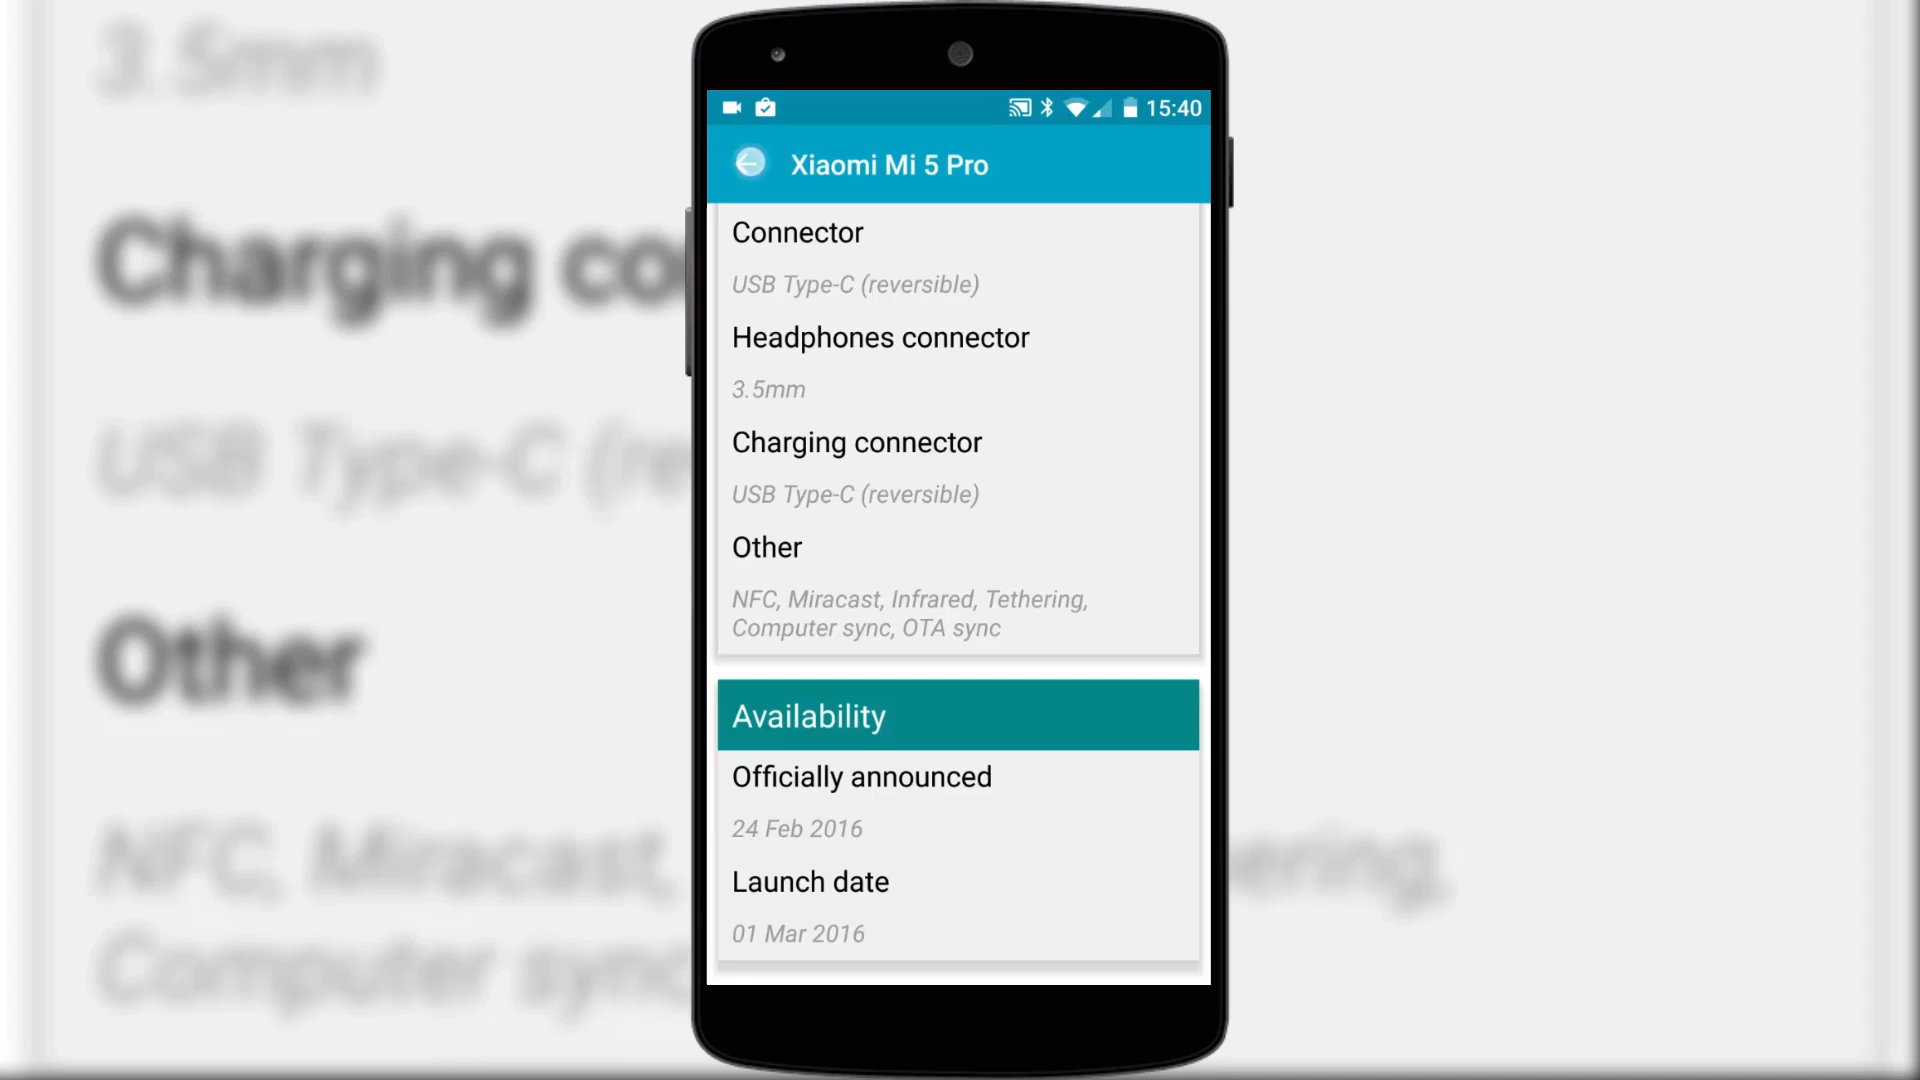 15:40
Xiaomi Mi 5 Pro
Connector
USB Type-C (reversible)
Headphones connector
3.5mm
Charging connector
USB Type-C (reversible)
Other
NFC, Miracast, Infrared, Tethering,
Computer sync, OTA sync
Availability
Officially announced
24 Feb 2016
Launch date
01 Mar 2016
3.5mm
Charging co
USB Type-C (re
Other
NFC, Miracast,
ering,
Computer sync